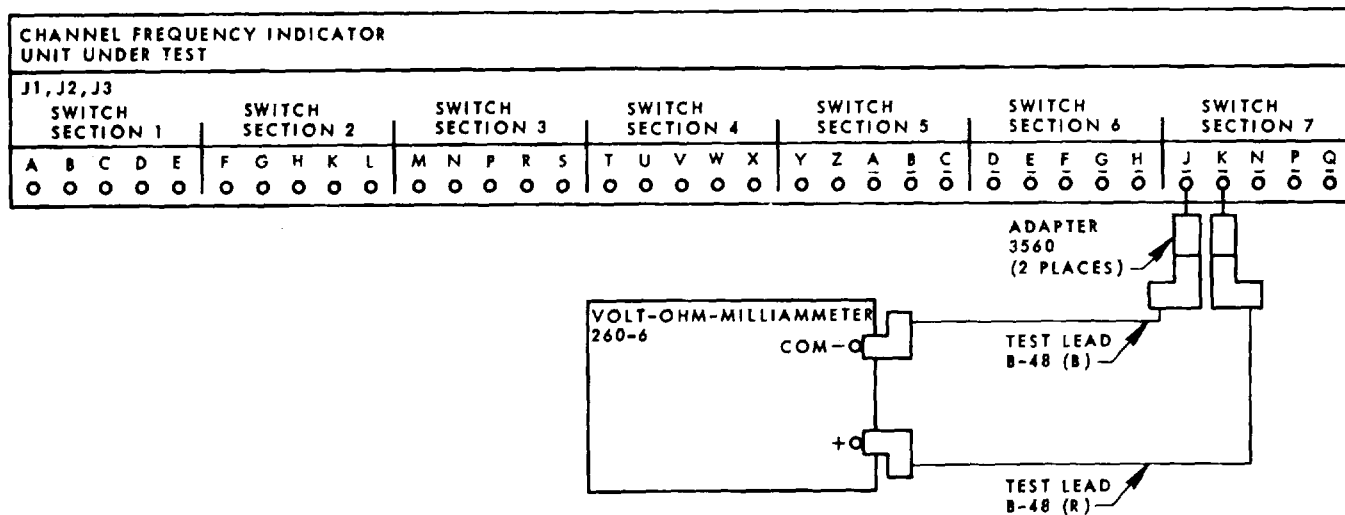 CHANNEL FREQUENCY INDICATOR
UNIT UNDER TEST
J1, J2, J3
SWITCH SECTION 1
SWITCH SECTION 2
SWITCH SECTION 3
SWITCH SECTION 4
SWITCH SECTION 5
SWITCH SECTION 6
SWITCH SECTION 7
A B C D E F G H K L M N P R S T U V W X Y Z A̲ B̲ C̲ D̲ E̲ F̲ G̲ H̲ J̲ K̲ N̲ P̲ Q̲
ADAPTER
3560
(2 PLACES)
VOLT-OHM-MILLIAMMETER
260-6
COM-
TEST LEAD
B-48 (B)
+
TEST LEAD
B-48 (R)